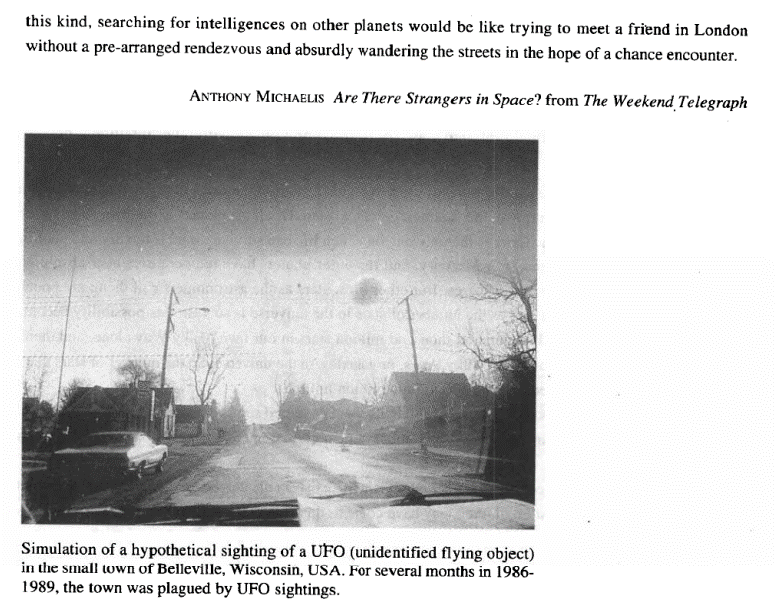 this kind, searching for intelligences on other planets would be like trying to meet a friend in London
without a pre-arranged rendezvous and absurdly wandering the streets in the hope of a chance encounter.
ANTHONY MICHAELIS Are There Strangers in Space? from The Weekend Telegraph
Simulation of a hypothetical sighting of a UFO (unidentified flying object)
in the small town of Belleville, Wisconsin, USA. For several months in 1986-
1989, the town was plagued by UFO sightings.